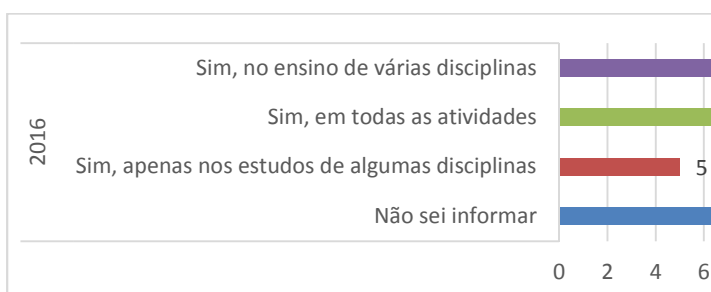 2016
Sim, no ensino de várias disciplinas
Sim, em todas as atividades
Sim, apenas nos estudos de algumas disciplinas
5
Não sei informar
0 2 4 6